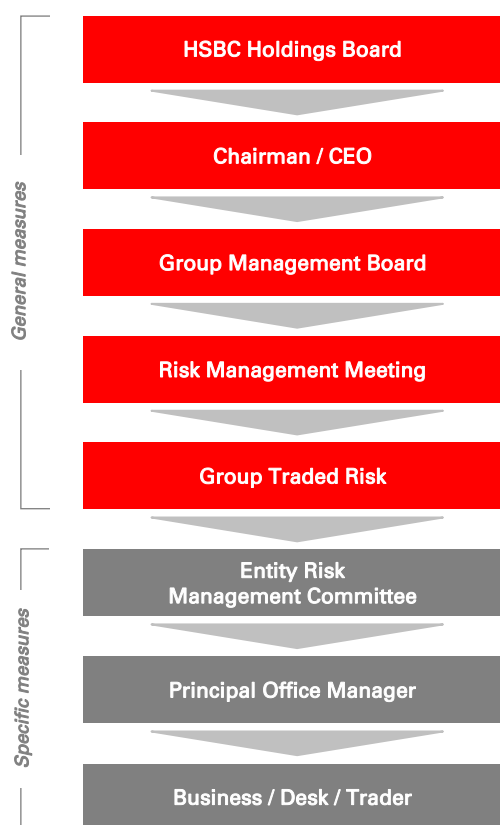 HSBC Holdings Board
Chairman / CEO
General measures
Group Management Board
Risk Management Meeting
Group Traded Risk
Entity Risk
Management Committee
Specific measures
Principal Office Manager
Business / Desk / Trader